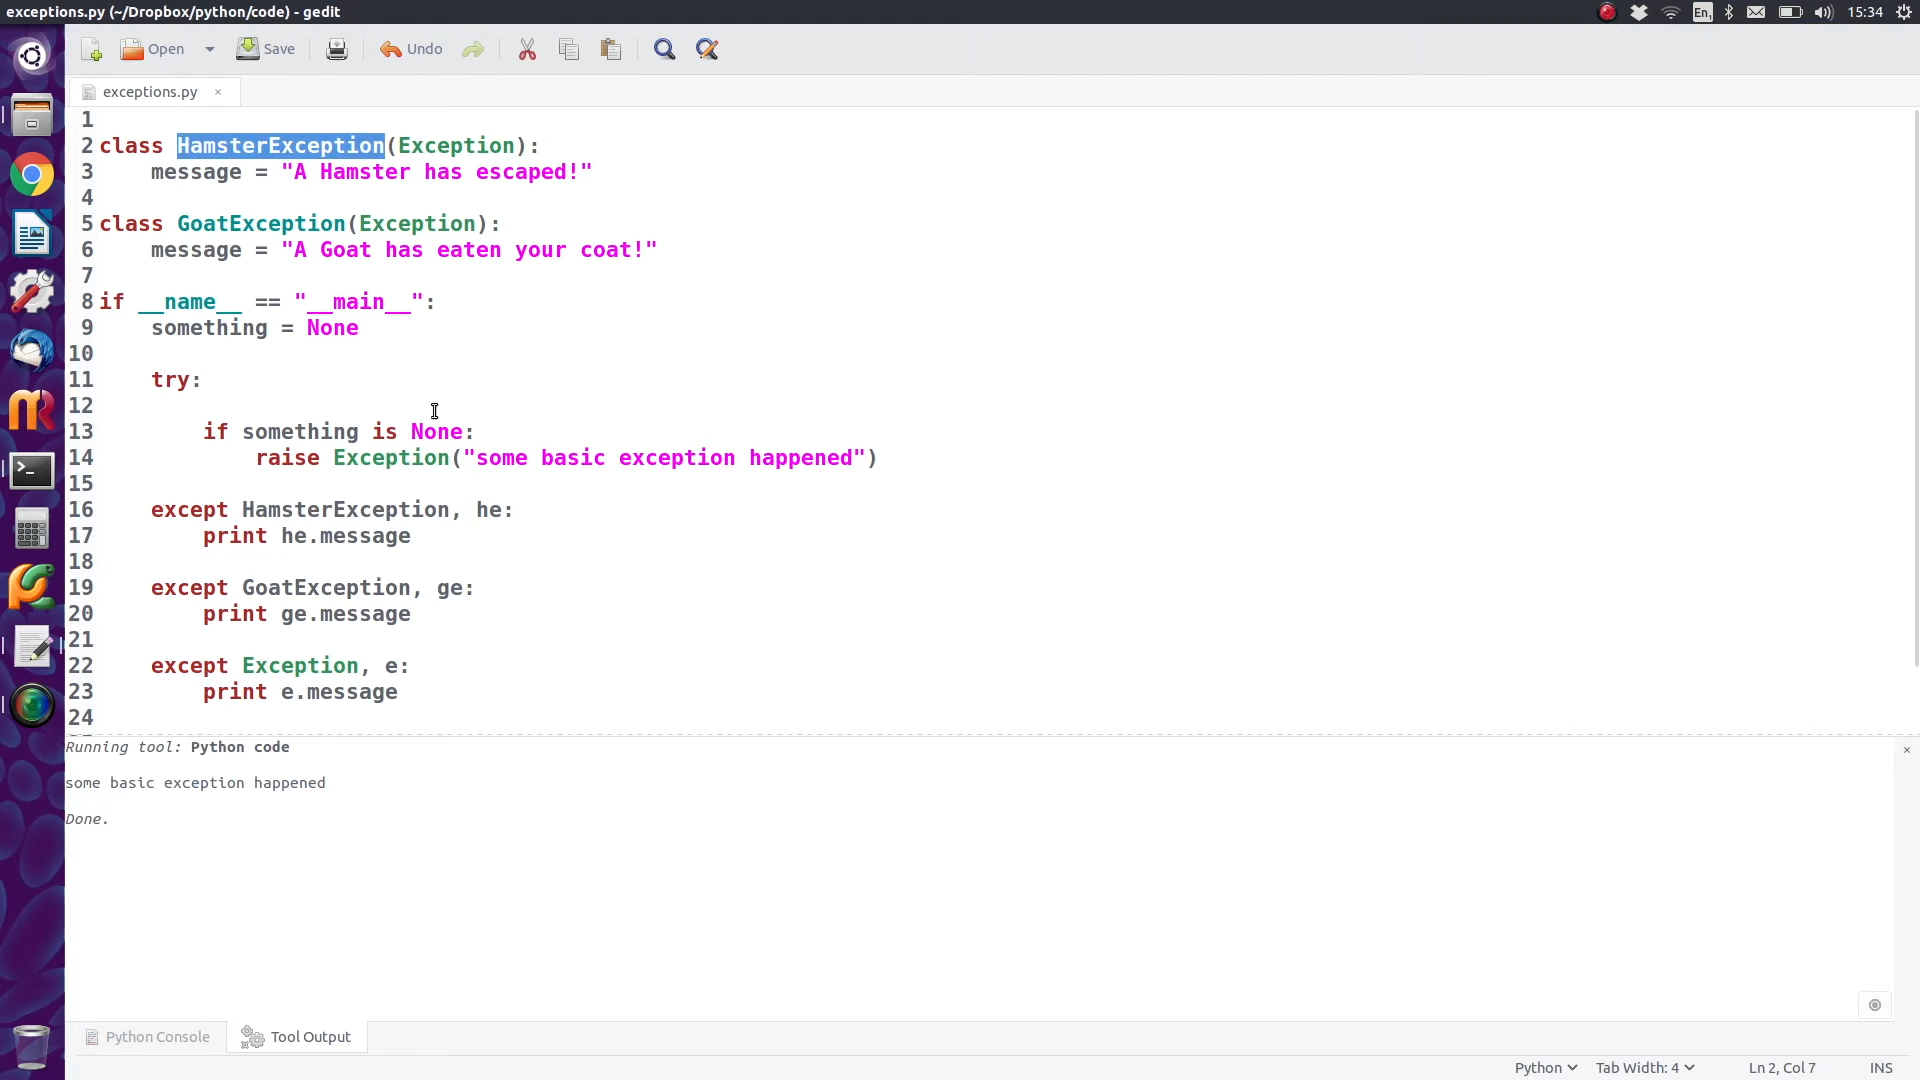 exceptions.py (~/Dropbox/python/code) - gedit
En1
15:34
Open
Save
Undo
exceptions.py ×
1
2 class HamsterException(Exception):
3     message = "A Hamster has escaped!"
4
5 class GoatException(Exception):
6     message = "A Goat has eaten your coat!"
7
8 if __name__ == "__main__":
9     something = None
10
11     try:
12
13         if something is None:
14             raise Exception("some basic exception happened")
15
16     except HamsterException, he:
17         print he.message
18
19     except GoatException, ge:
20         print ge.message
21
22     except Exception, e:
23         print e.message
24
Running tool: Python code
some basic exception happened
Done.
Python Console
Tool Output
Python
Tab Width: 4
Ln 2, Col 7
INS